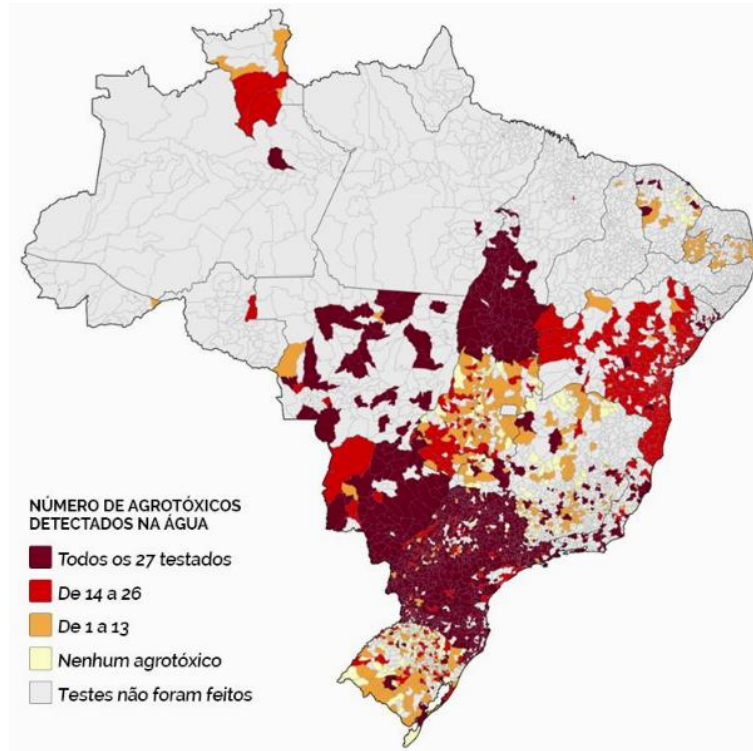 NÚMERO DE AGROTÓXICOS
DETECTADOS NA ÁGUA
Todos os 27 testados
De 14 a 26
De 1 a 13
Nenhum agrotóxico
Testes não foram feitos